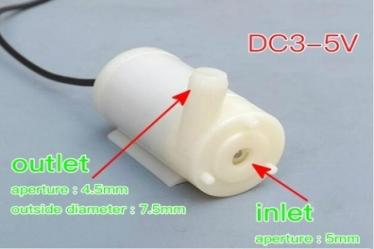 DC3-5V
outlet
aperture : 4.5mm
outside diameter : 7.5mm
inlet
aperture : 5mm